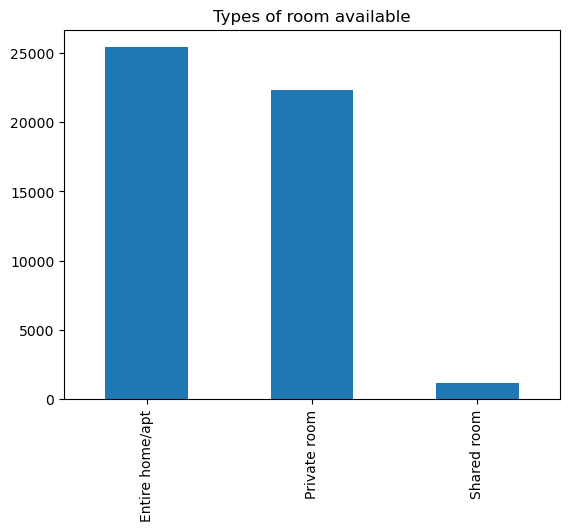 Types of room available
25000
20000
15000
10000
5000
0
Entire home/apt
Private room
Shared room